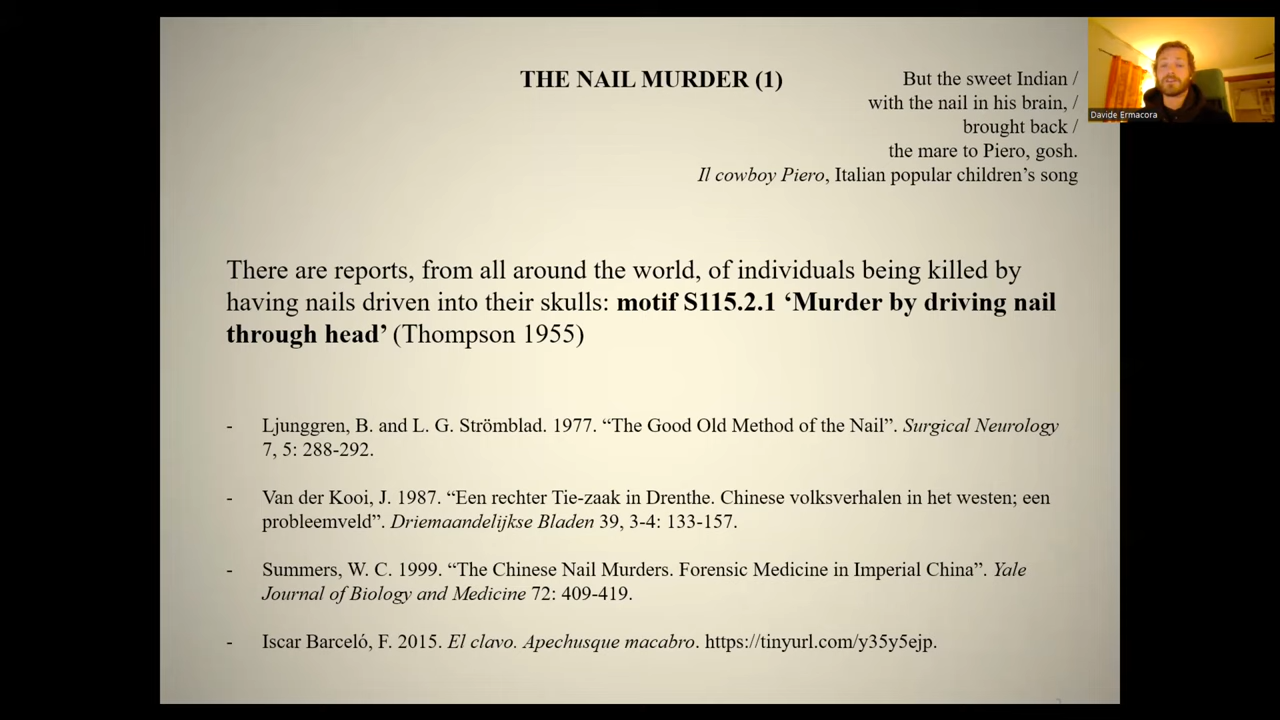 THE NAIL MURDER (1)
But the sweet Indian /
with the nail in his brain, /
brought back /
the mare to Piero, gosh.
Il cowboy Piero, Italian popular children’s song
Davide Ermacora
There are reports, from all around the world, of individuals being killed by
having nails driven into their skulls: motif S115.2.1 ‘Murder by driving nail
through head’ (Thompson 1955)
- Ljunggren, B. and L. G. Strömblad. 1977. “The Good Old Method of the Nail”. Surgical Neurology
7, 5: 288-292.
- Van der Kooi, J. 1987. “Een rechter Tie-zaak in Drenthe. Chinese volksverhalen in het westen; een
probleemveld”. Driemaandelijkse Bladen 39, 3-4: 133-157.
- Summers, W. C. 1999. “The Chinese Nail Murders. Forensic Medicine in Imperial China”. Yale
Journal of Biology and Medicine 72: 409-419.
- Iscar Barceló, F. 2015. El clavo. Apechusque macabro. https://tinyurl.com/y35y5ejp.